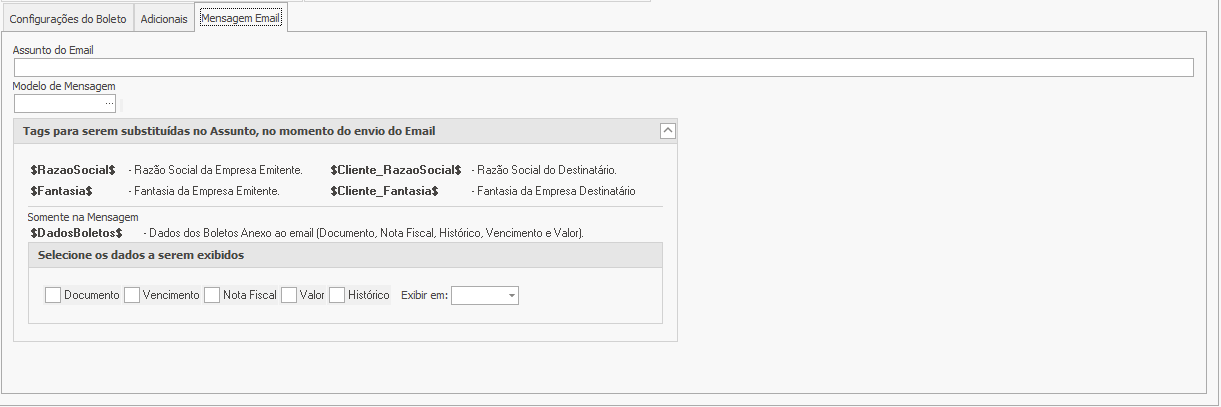 Configurações do Boleto Adicionais Mensagem Email
Assunto do Email
Modelo de Mensagem
...
Tags para serem substituídas no Assunto, no momento do envio do Email
$RazaoSocial$ - Razão Social da Empresa Emitente. $Cliente_RazaoSocial$ - Razão Social do Destinatário.
$Fantasia$ - Fantasia da Empresa Emitente. $Cliente_Fantasia$ - Fantasia da Empresa Destinatário
Somente na Mensagem
$DadosBoletos$ - Dados dos Boletos Anexo ao email (Documento, Nota Fiscal, Histórico, Vencimento e Valor).
Selecione os dados a serem exibidos
Documento Vencimento Nota Fiscal Valor Histórico Exibir em: